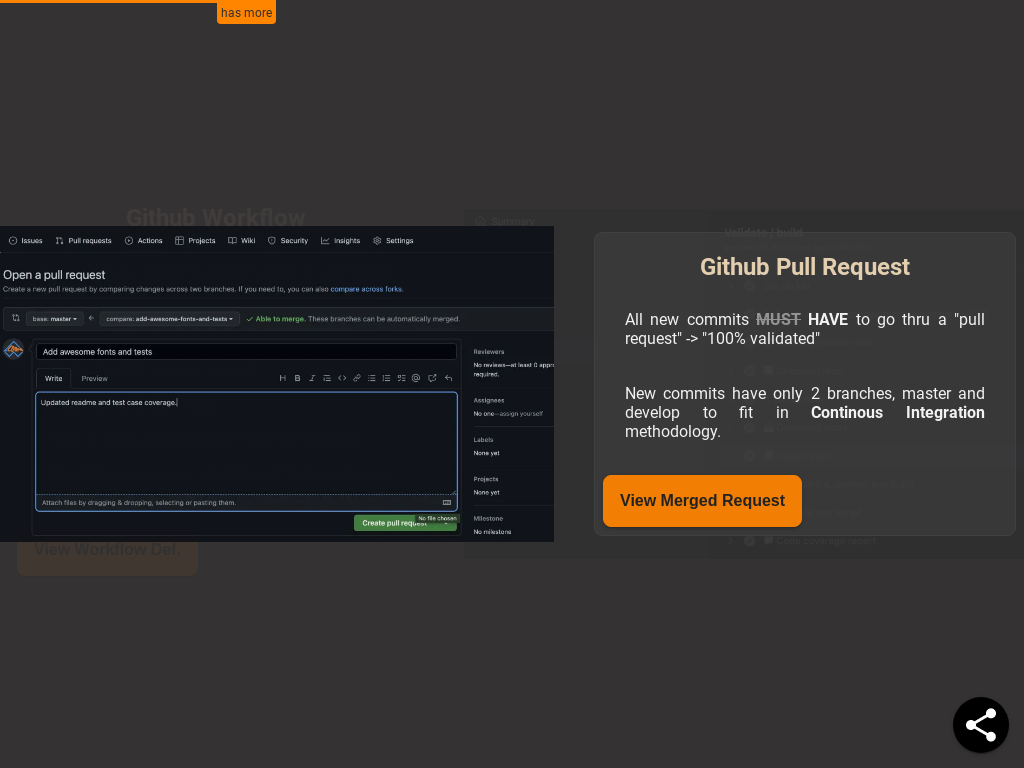 has more
Github Workflow
Summary
Validate / build
Issues Pull requests Actions Projects Wiki Security Insights Settings
Open a pull request
Create a new pull request by comparing changes across two branches. If you need to, you can also compare across forks.
base: master compare: add-awesome-fonts-and-tests Able to merge. These branches can be automatically merged.
Add awesome fonts and tests
Write Preview
Updated readme and test case coverage.
Attach files by dragging & dropping, selecting or pasting them.
No file chosen
Create pull request
Reviewers
No reviews—at least 0 appro
required.
Assignees
No one—assign yourself
Labels
None yet
Projects
None yet
Milestone
No milestone
View Workflow Def.
Github Pull Request
All new commits MUST HAVE to go thru a "pull
request" -> "100% validated"
New commits have only 2 branches, master and
develop to fit in Continous Integration
methodology.
View Merged Request
Code coverage report